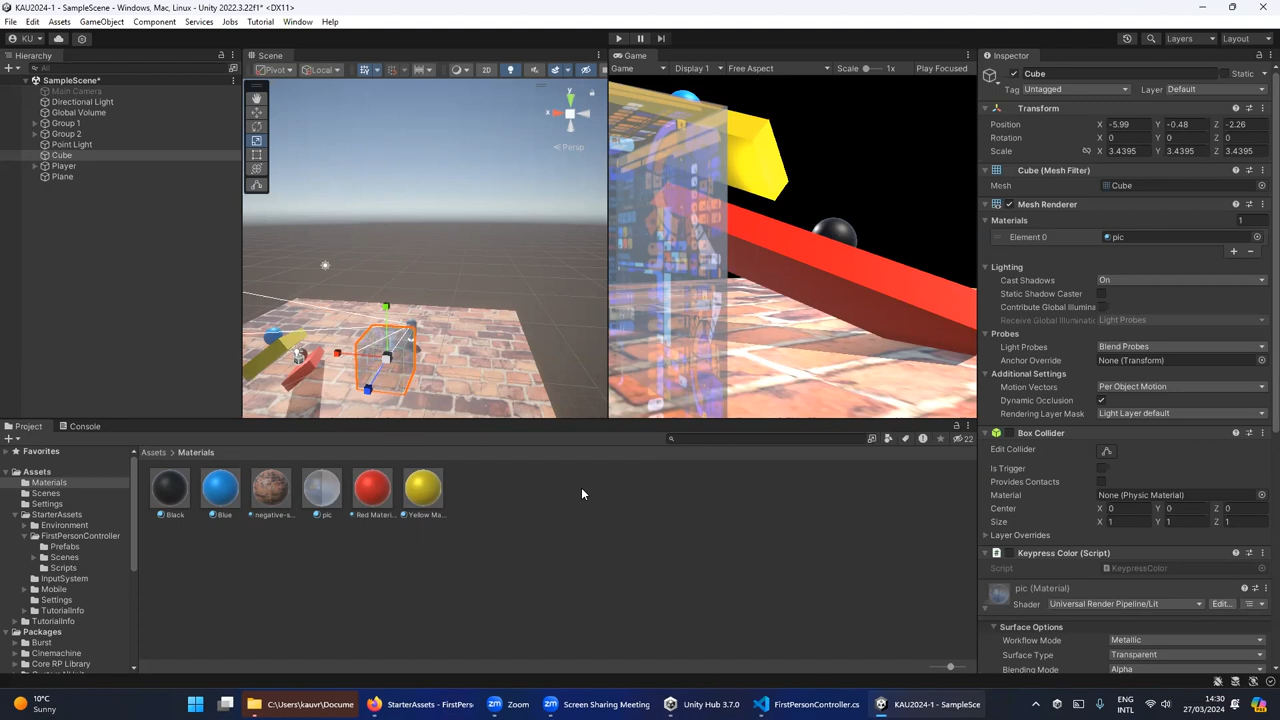 KAU2024-1 - SampleScene - Windows, Mac, Linux - Unity 2022.3.22f1* <DX11>
File Edit Assets GameObject Component Services Jobs Tutorial Window Help
KU
Layers Layout
Hierarchy
All
SampleScene*
Main Camera
Directional Light
Global Volume
Group 1
Group 2
Point Light
Cube
Player
Plane
Scene
Pivot Local 2D
y
x
Persp
Game
Game Display 1 Free Aspect Scale 1x Play Focused
Inspector
Cube Static
Tag Untagged Layer Default
Transform
Position X -5.99 Y -0.48 Z -2.26
Rotation X 0 Y 0 Z 0
Scale X 3.4395 Y 3.4395 Z 3.4395
Cube (Mesh Filter)
Mesh Cube
Mesh Renderer
Materials 1
Element 0 pic
Lighting
Cast Shadows On
Static Shadow Caster
Contribute Global Illumina
Receive Global Illuminatic Light Probes
Probes
Light Probes Blend Probes
Anchor Override None (Transform)
Additional Settings
Motion Vectors Per Object Motion
Dynamic Occlusion
Rendering Layer Mask Light Layer default
Box Collider
Edit Collider
Is Trigger
Provides Contacts
Material None (Physic Material)
Center X 0 Y 0 Z 0
Size X 1 Y 1 Z 1
Layer Overrides
Keypress Color (Script)
Script KeypressColor
pic (Material)
Shader Universal Render Pipeline/Lit Edit...
Surface Options
Workflow Mode Metallic
Surface Type Transparent
Blending Mode Alpha
Project Console
22
Favorites
Assets
Materials
Scenes
Settings
StarterAssets
Environment
FirstPersonController
Prefabs
Scenes
Scripts
InputSystem
Mobile
Settings
TutorialInfo
TutorialInfo
Packages
Burst
Cinemachine
Core RP Library
Assets > Materials
Black Blue negative-s... pic Red Materi... Yellow Ma...
10°C
Sunny
C:\Users\kauvr\Docume
StarterAssets - FirstPers
Zoom
Screen Sharing Meeting
Unity Hub 3.7.0
FirstPersonController.cs
KAU2024-1 - SampleSce
ENG
INTL
14:30
27/03/2024